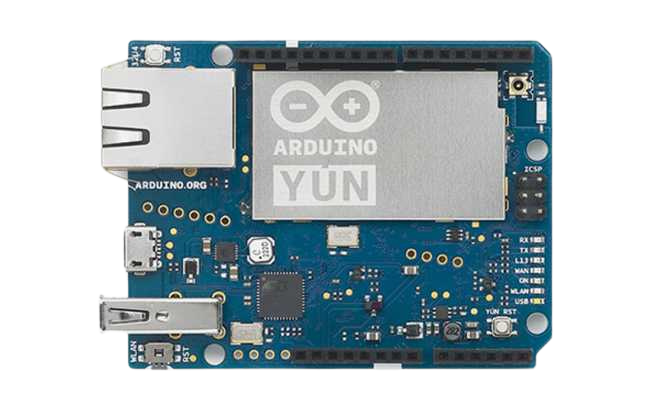 32U4
RST
ARDUINO
YÚN
ARDUINO.ORG
ICSP
RX
TX
L13
WAN
ON
WLAN
USB
YÚN RST
WLAN
RST